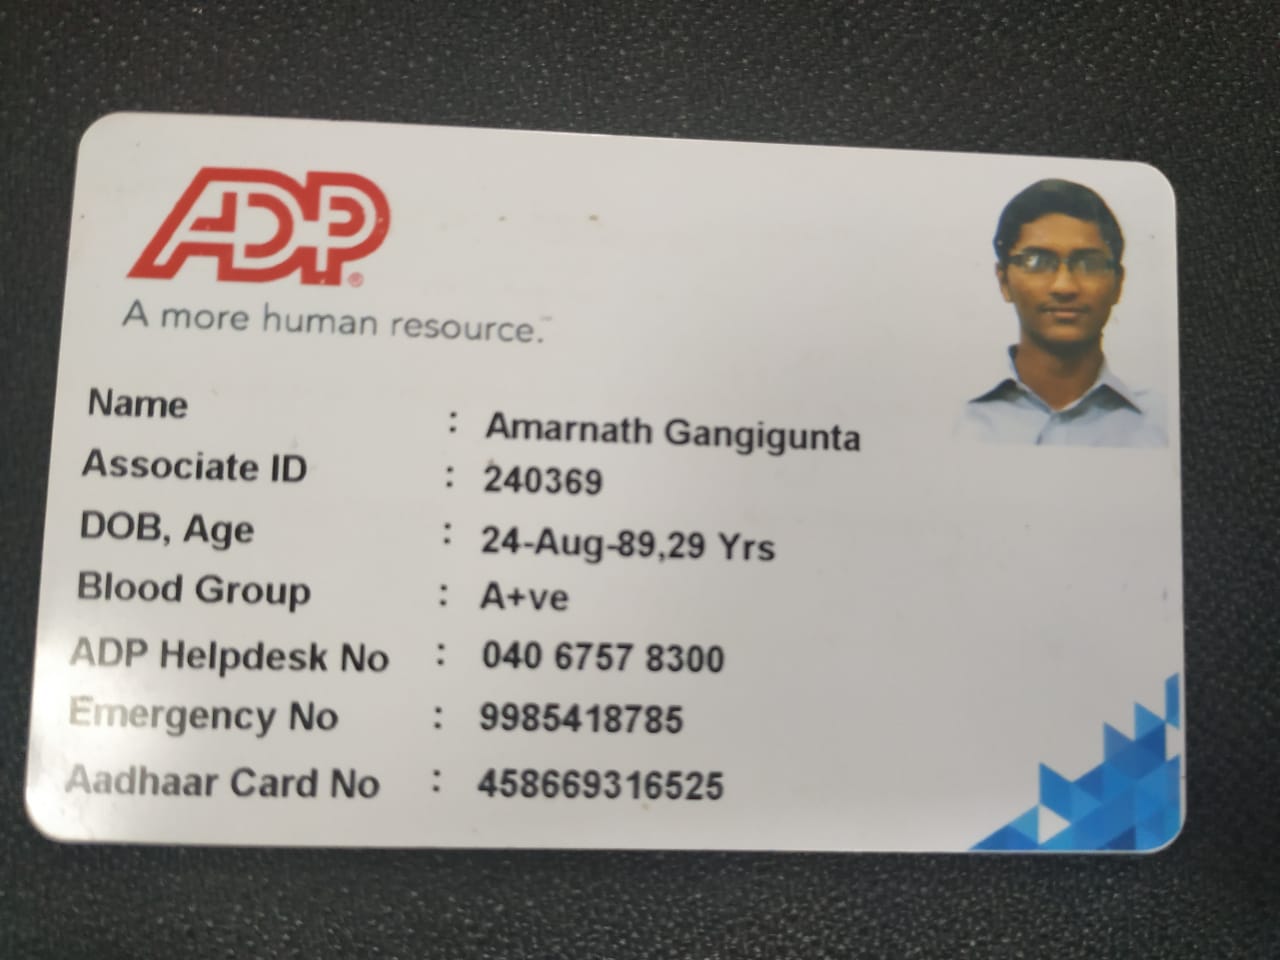 ADP®
A more human resource.
Name : Amarnath Gangigunta
Associate ID : 240369
DOB, Age : 24-Aug-89,29 Yrs
Blood Group : A+ve
ADP Helpdesk No : 040 6757 8300
Emergency No : 9985418785
Aadhaar Card No : 458669316525